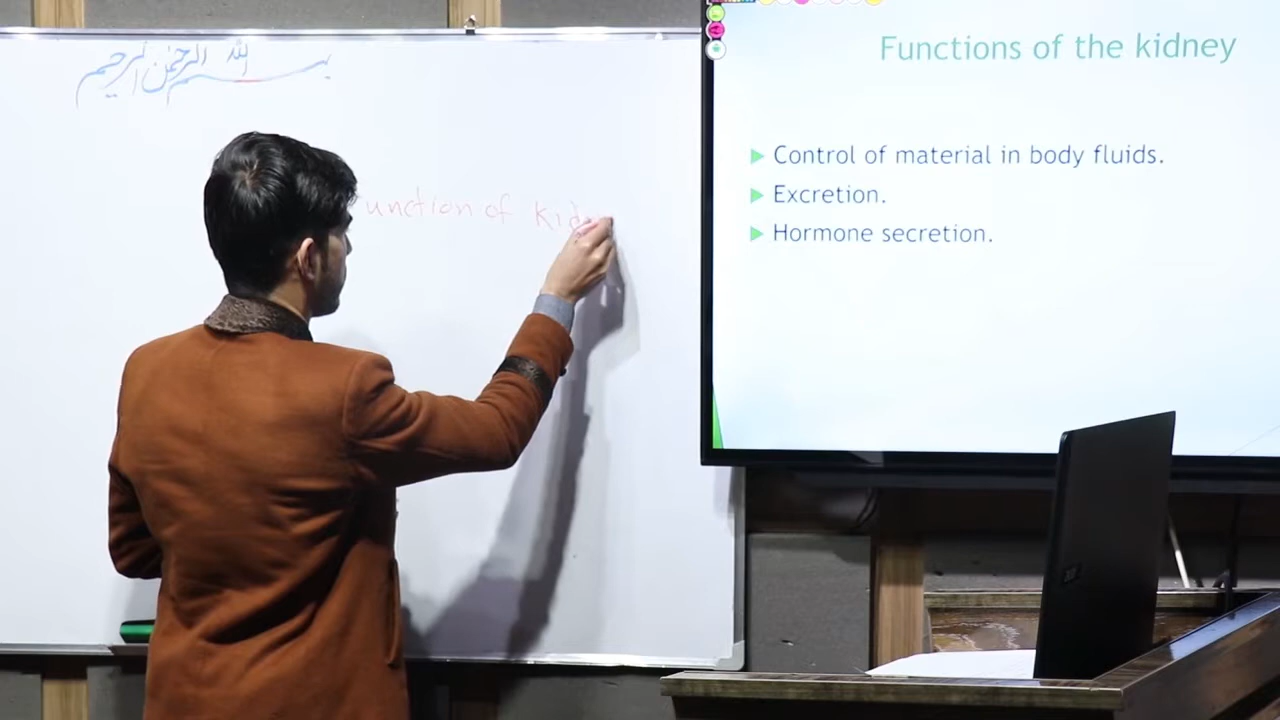 بسم الله الرحمن الرحيم
unction of kid
Functions of the kidney
Control of material in body fluids.
Excretion.
Hormone secretion.
acer